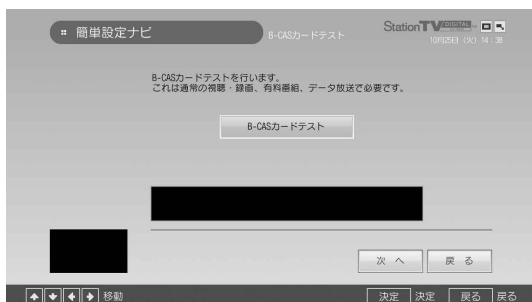 簡単設定ナビ
B-CASカードテスト
StationTV DIGITAL
10月25日 (火) 14:38
B-CASカードテストを行います。
これは通常の視聴・録画、有料番組、データ放送で必要です。
B-CASカードテスト
次 へ
戻 る
移動
決定 決定 戻る 戻る